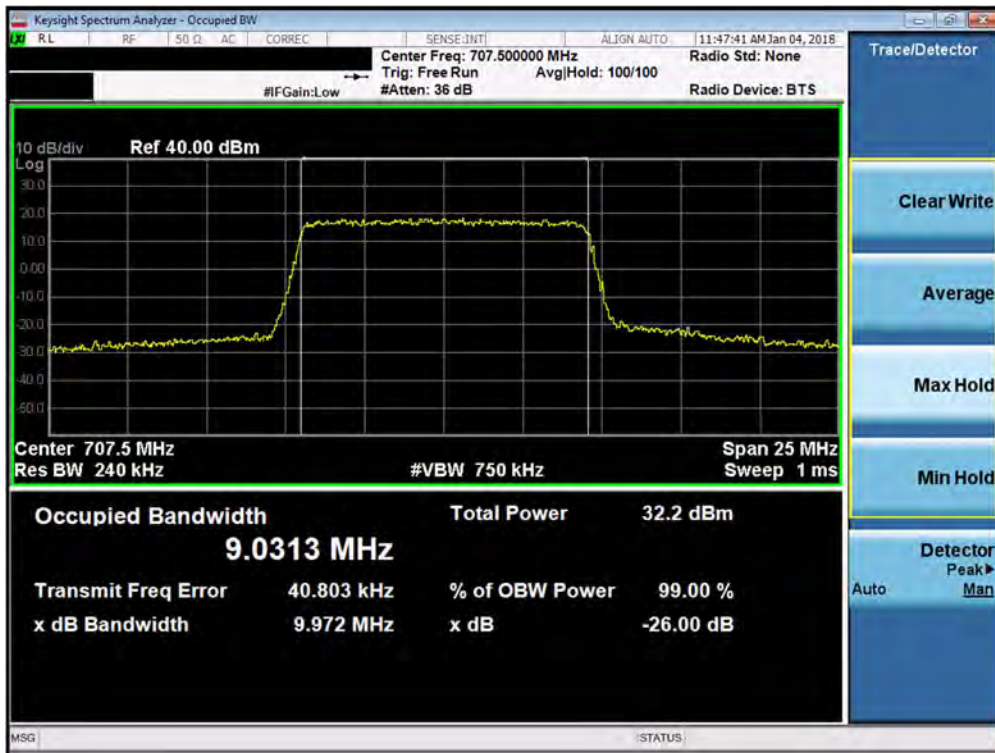 Keysight Spectrum Analyzer - Occupied BW
LXI RL RF 50 Ω AC CORREC SENSE:INT ALIGN AUTO 11:47:41 AM Jan 04, 2018
Center Freq: 707.500000 MHz Radio Std: None
Trig: Free Run Avg|Hold: 100/100
#IFGain:Low #Atten: 36 dB Radio Device: BTS
Trace/Detector
10 dB/div Ref 40.00 dBm
Log
30.0
20.0
10.0
0.00
-10.0
-20.0
-30.0
-40.0
-50.0
Center 707.5 MHz Span 25 MHz
Res BW 240 kHz #VBW 750 kHz Sweep 1 ms
Occupied Bandwidth Total Power 32.2 dBm
9.0313 MHz
Transmit Freq Error 40.803 kHz % of OBW Power 99.00 %
x dB Bandwidth 9.972 MHz x dB -26.00 dB
Clear Write
Average
Max Hold
Min Hold
Detector
Peak▶
Auto Man
MSG STATUS